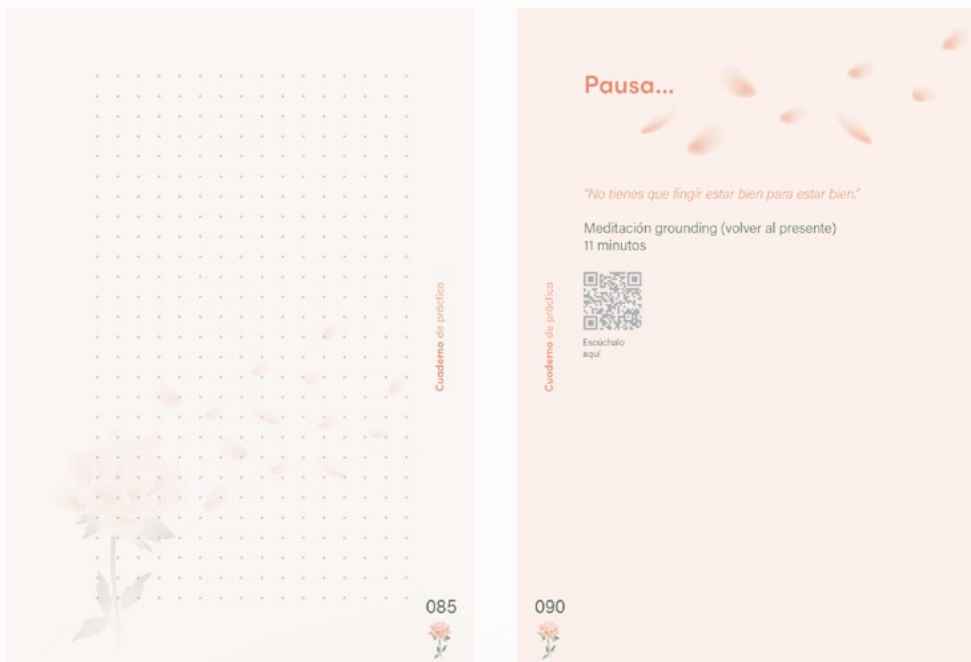 Cuaderno de práctica
085
Pausa...
"No tienes que fingir estar bien para estar bien."
Meditación grounding (volver al presente)
11 minutos
Escúchalo
aquí
Cuaderno de práctica
090